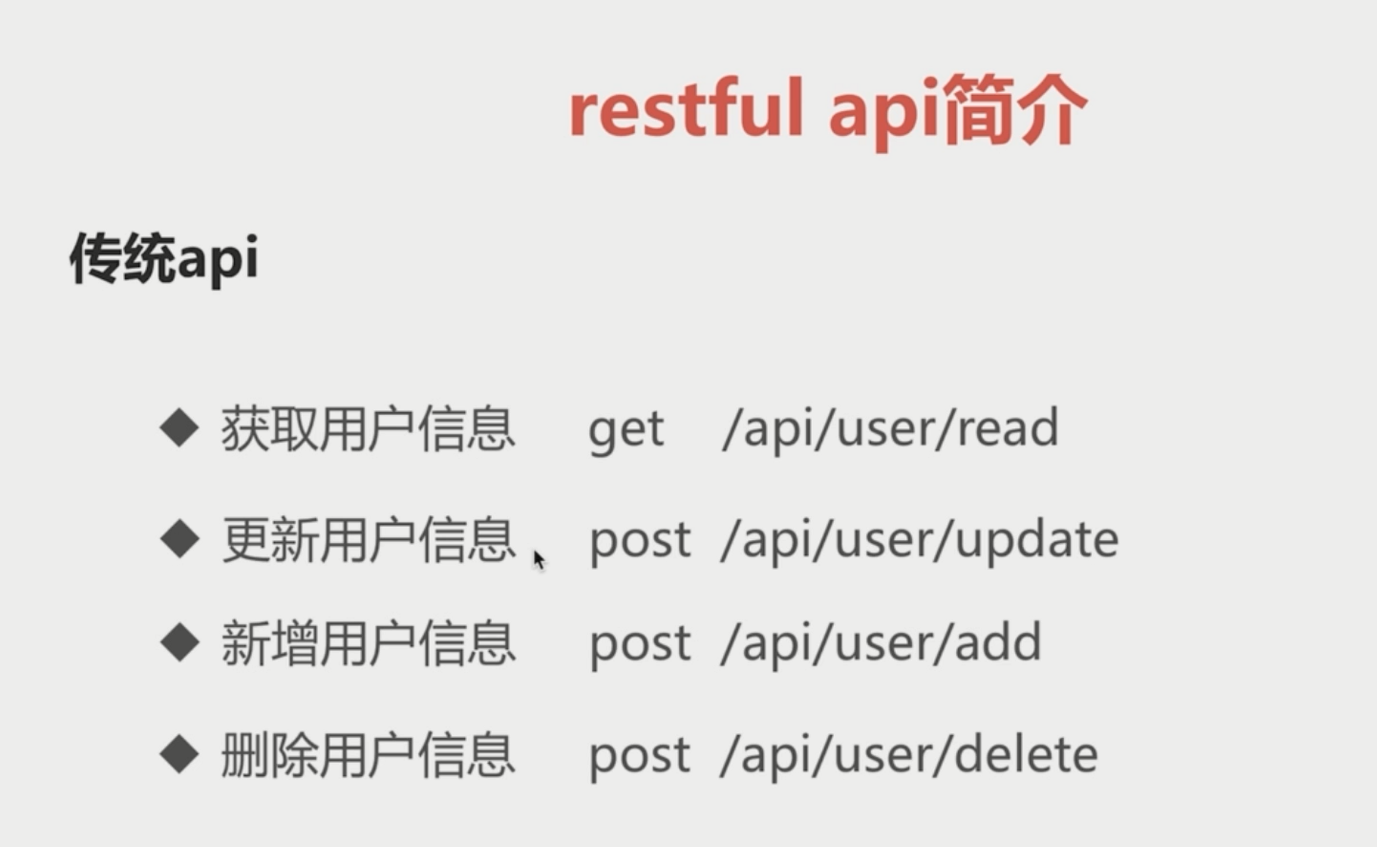 restful api简介
传统api
◆ 获取用户信息 get /api/user/read
◆ 更新用户信息 post /api/user/update
◆ 新增用户信息 post /api/user/add
◆ 删除用户信息 post /api/user/delete